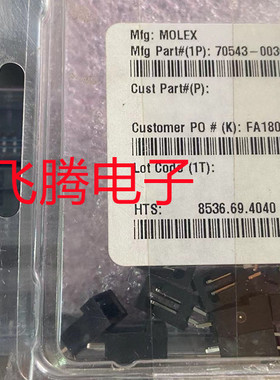 Mfg: MOLEX
Mfg Part#(1P): 70543-003
Cust Part#(P):
Customer PO # (K): FA180
飞腾电子
Lot Code (1T):
HTS: 8536.69.4040